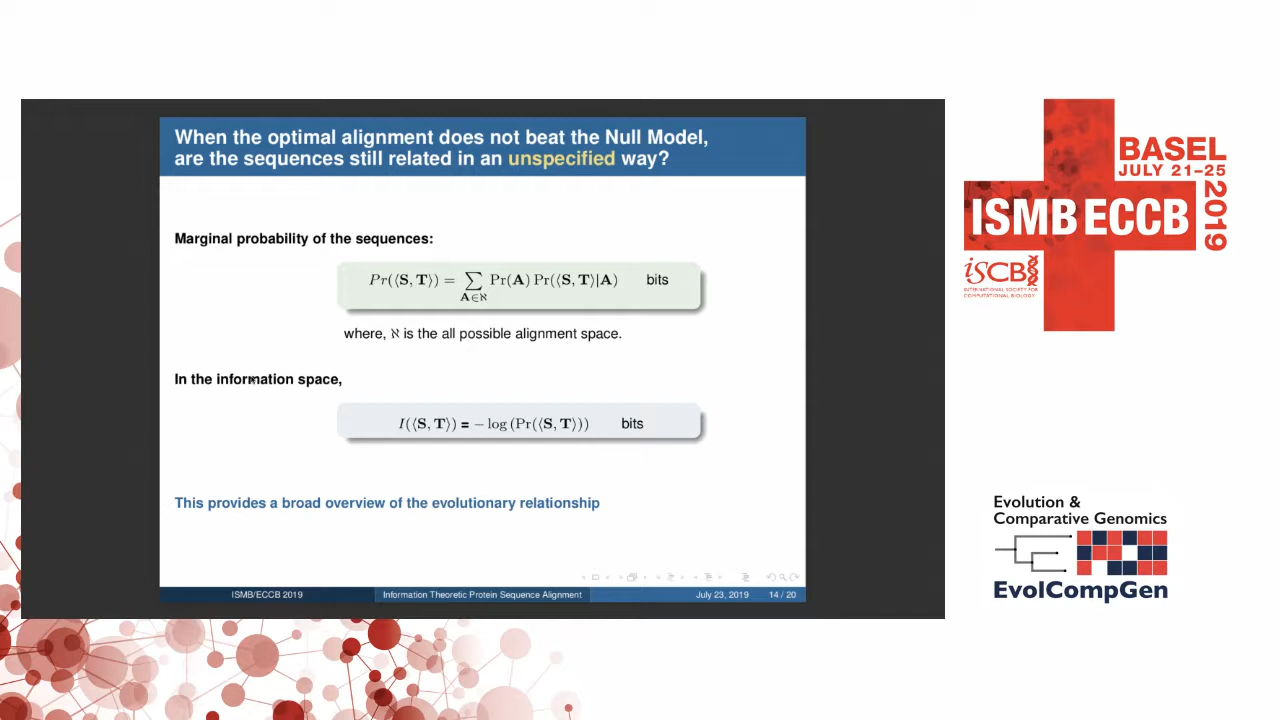 When the optimal alignment does not beat the Null Model,
are the sequences still related in an unspecified way?
Marginal probability of the sequences:
Pr(⟨S, T⟩) = ∑ Pr(A) Pr(⟨S, T⟩|A) bits
A∈ℵ
where, ℵ is the all possible alignment space.
In the information space,
I(⟨S, T⟩) = − log (Pr(⟨S, T⟩)) bits
This provides a broad overview of the evolutionary relationship
ISMB/ECCB 2019 Information Theoretic Protein Sequence Alignment July 23, 2019 14 / 20
BASEL
JULY 21–25
2019
ISMB ECCB
ISCB
INTERNATIONAL SOCIETY FOR
COMPUTATIONAL BIOLOGY
Evolution &
Comparative Genomics
EvolCompGen